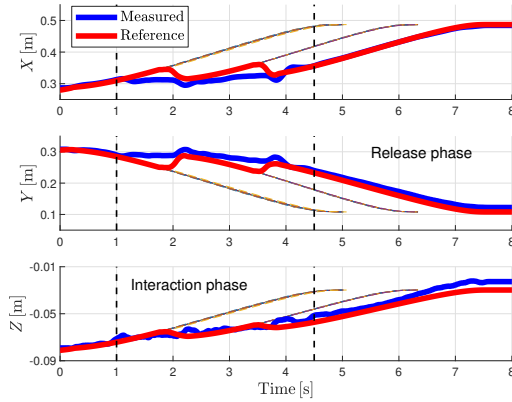 Measured
Reference
0.5
0.4
0.3
X [m]
0 1 2 3 4 5 6 7 8
Release phase
0.3
0.2
0.1
Y [m]
0 1 2 3 4 5 6 7 8
Interaction phase
-0.01
-0.05
-0.09
Z [m]
0 1 2 3 4 5 6 7 8
Time [s]